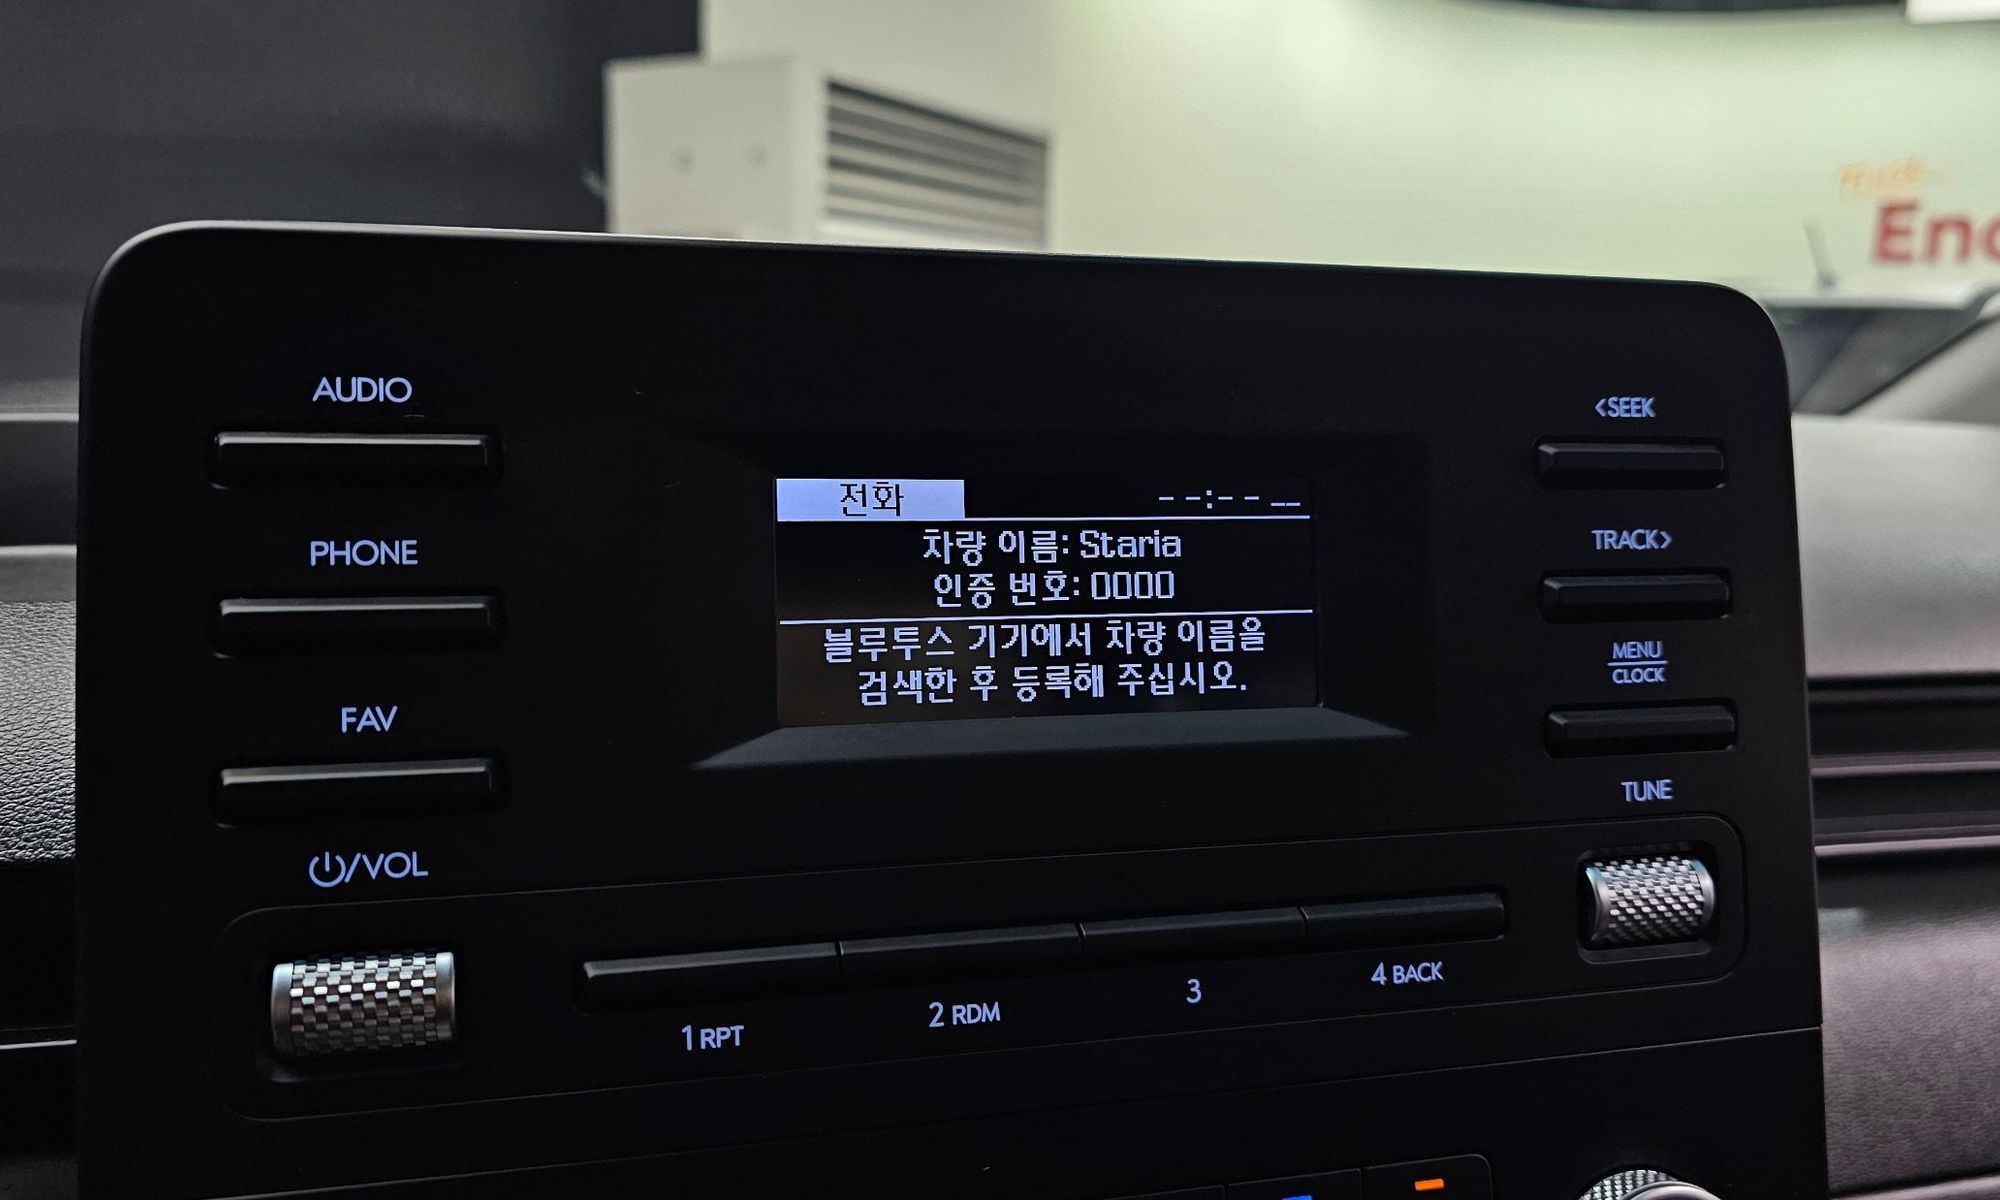 AUDIO
PHONE
FAV
/VOL
전화 --:-- __
차량 이름: Staria
인증 번호: 0000
블루투스 기기에서 차량 이름을
검색한 후 등록해 주십시오.
<SEEK
TRACK>
MENU
CLOCK
TUNE
1 RPT
2 RDM
3
4 BACK